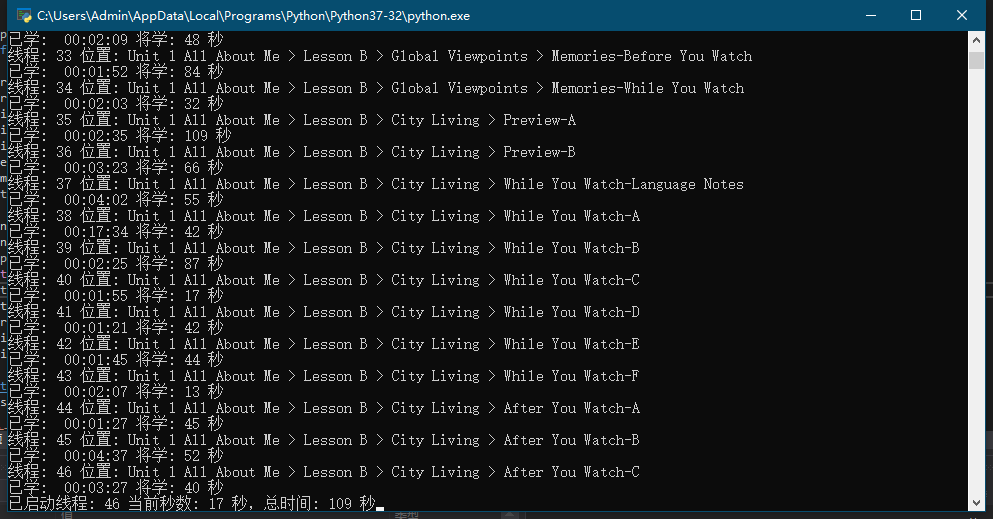 C:\Users\Admin\AppData\Local\Programs\Python\Python37-32\python.exe
已学:  00:02:09 将学: 48 秒
线程: 33 位置: Unit 1 All About Me > Lesson B > Global Viewpoints > Memories-Before You Watch
已学:  00:01:52 将学: 84 秒
线程: 34 位置: Unit 1 All About Me > Lesson B > Global Viewpoints > Memories-While You Watch
已学:  00:02:03 将学: 32 秒
线程: 35 位置: Unit 1 All About Me > Lesson B > City Living > Preview-A
已学:  00:02:35 将学: 109 秒
线程: 36 位置: Unit 1 All About Me > Lesson B > City Living > Preview-B
已学:  00:03:23 将学: 66 秒
线程: 37 位置: Unit 1 All About Me > Lesson B > City Living > While You Watch-Language Notes
已学:  00:04:02 将学: 55 秒
线程: 38 位置: Unit 1 All About Me > Lesson B > City Living > While You Watch-A
已学:  00:17:34 将学: 42 秒
线程: 39 位置: Unit 1 All About Me > Lesson B > City Living > While You Watch-B
已学:  00:02:25 将学: 87 秒
线程: 40 位置: Unit 1 All About Me > Lesson B > City Living > While You Watch-C
已学:  00:01:55 将学: 17 秒
线程: 41 位置: Unit 1 All About Me > Lesson B > City Living > While You Watch-D
已学:  00:01:21 将学: 42 秒
线程: 42 位置: Unit 1 All About Me > Lesson B > City Living > While You Watch-E
已学:  00:01:45 将学: 44 秒
线程: 43 位置: Unit 1 All About Me > Lesson B > City Living > While You Watch-F
已学:  00:02:07 将学: 13 秒
线程: 44 位置: Unit 1 All About Me > Lesson B > City Living > After You Watch-A
已学:  00:01:27 将学: 45 秒
线程: 45 位置: Unit 1 All About Me > Lesson B > City Living > After You Watch-B
已学:  00:04:37 将学: 52 秒
线程: 46 位置: Unit 1 All About Me > Lesson B > City Living > After You Watch-C
已学:  00:03:27 将学: 40 秒
已启动线程: 46 当前秒数: 17 秒，总时间: 109 秒